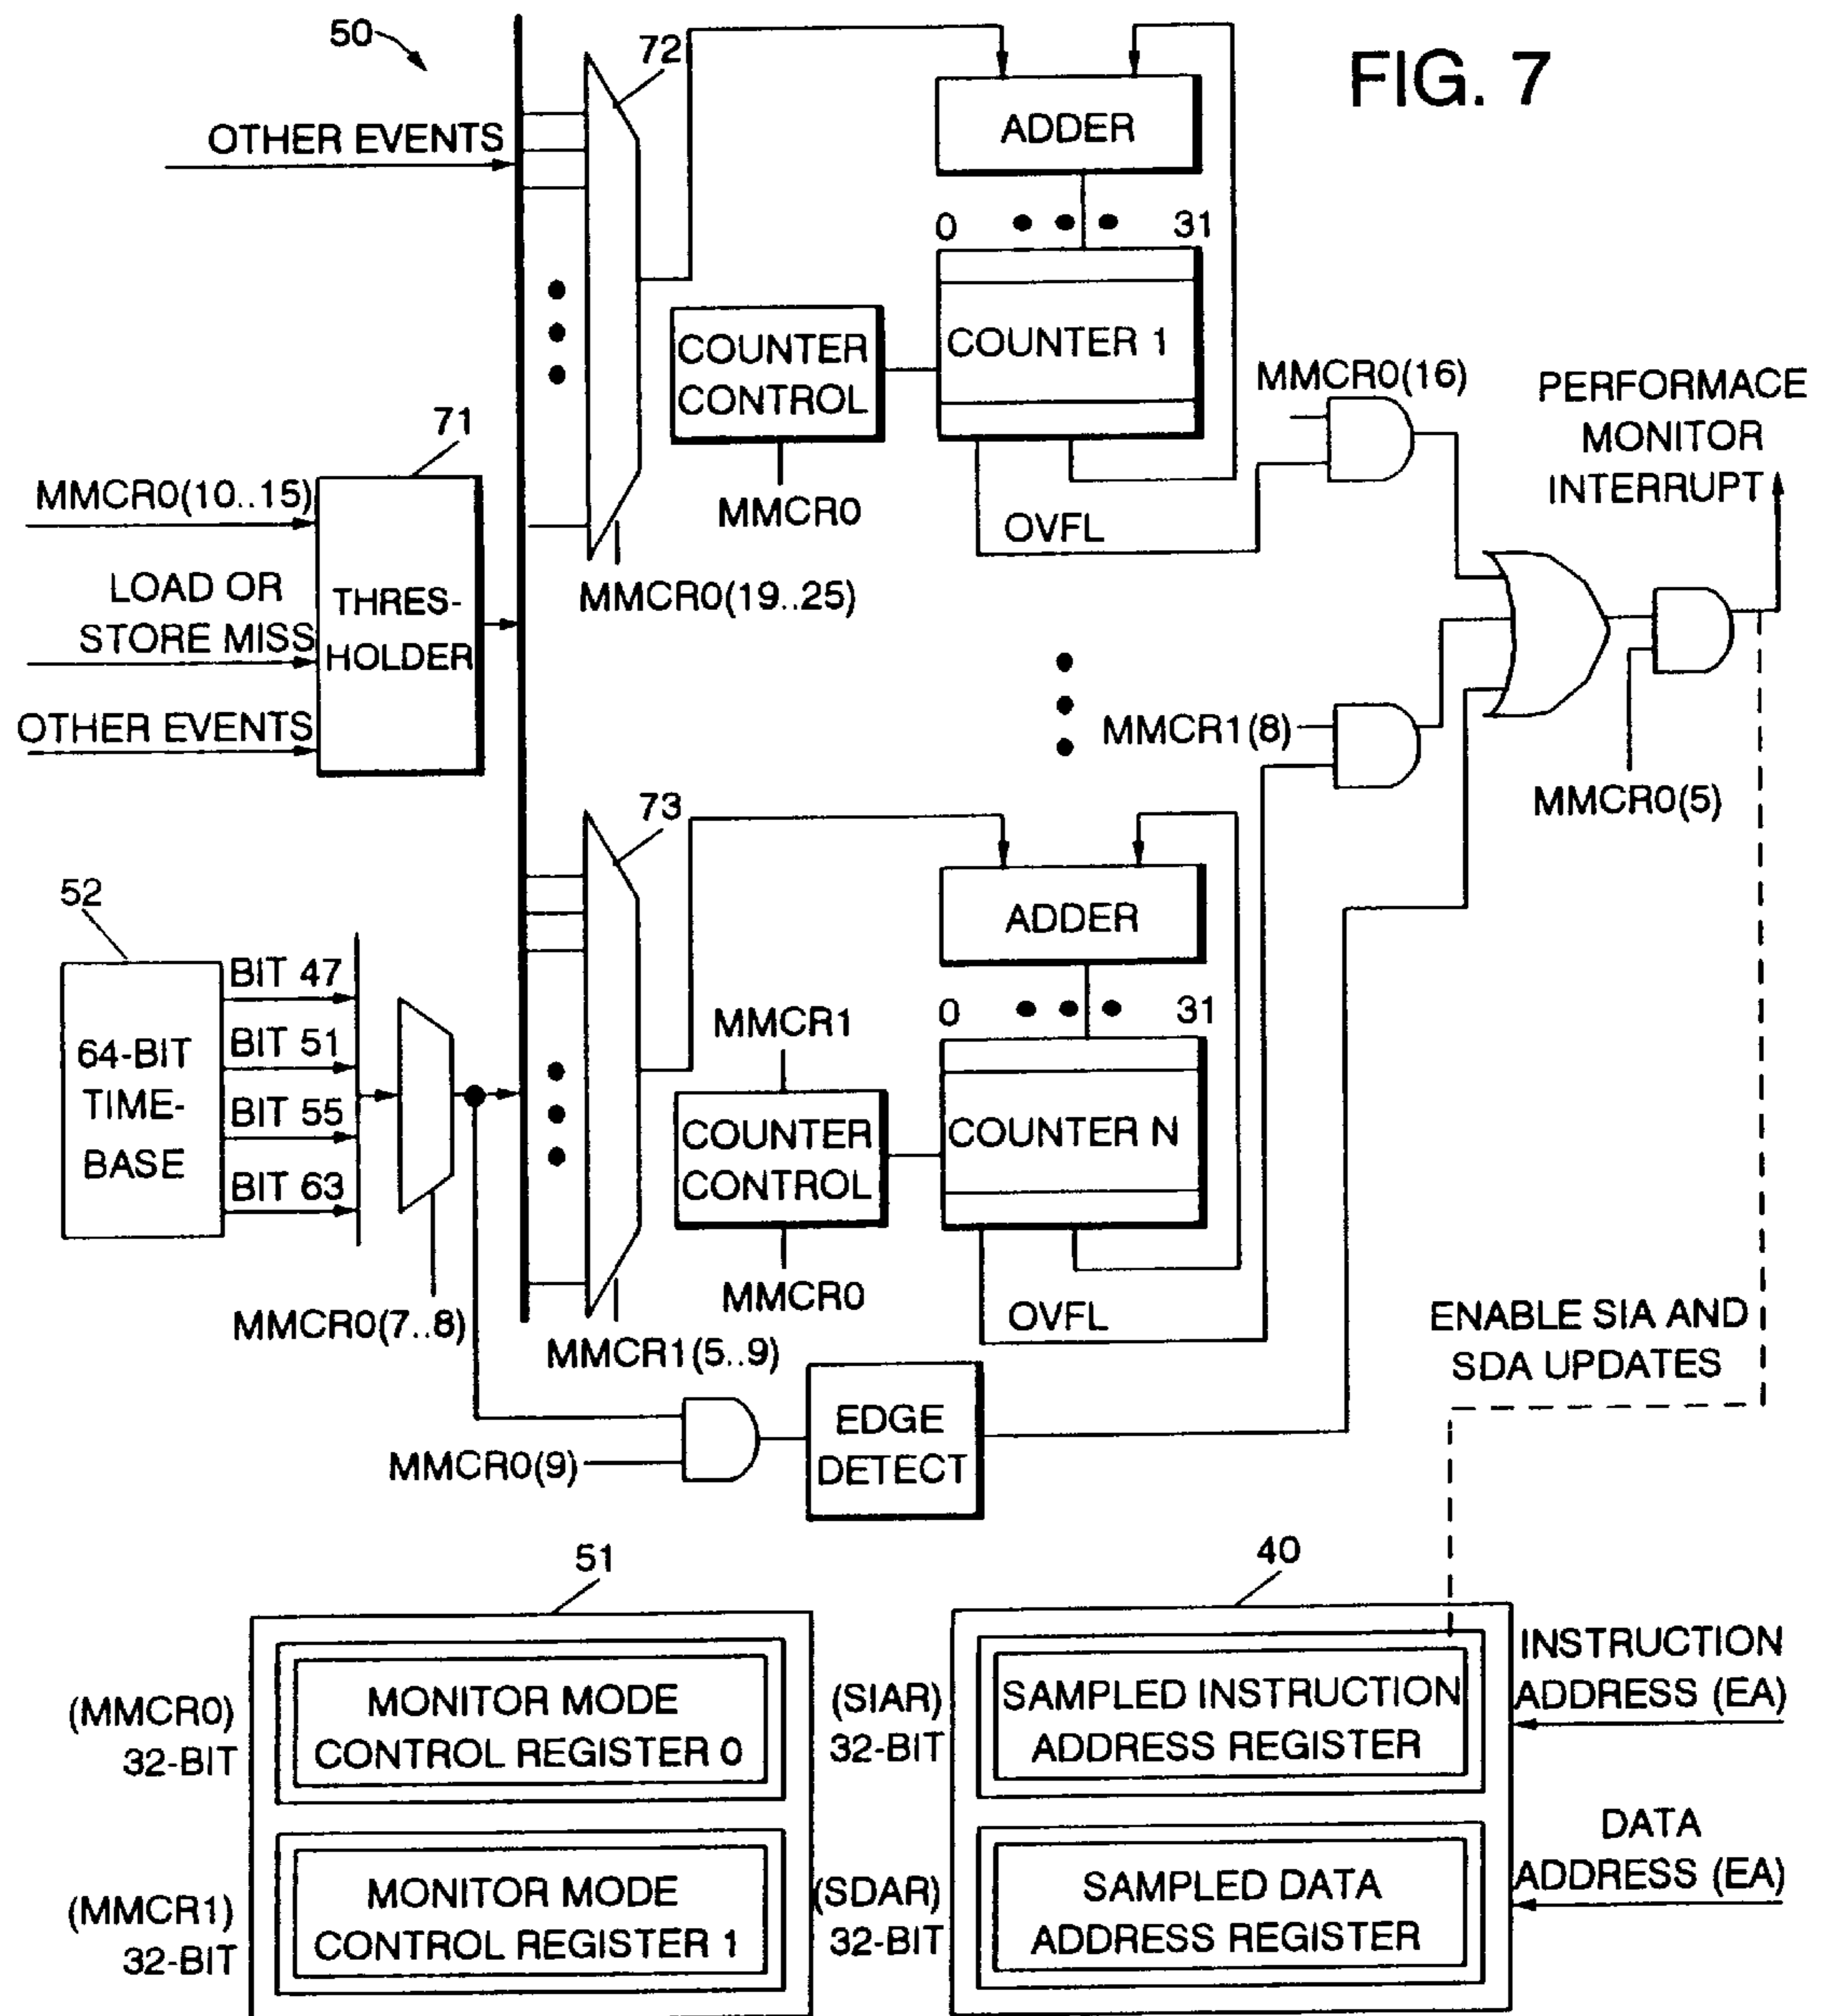 50
72
FIG. 7
OTHER EVENTS
ADDER
0
31
COUNTER
CONTROL
COUNTER 1
MMCR0
OVFL
MMCR0(16)
PERFORMACE
MONITOR
INTERRUPT
71
MMCR0(10..15)
LOAD OR
STORE MISS
OTHER EVENTS
THRES-
HOLDER
MMCR0(19..25)
MMCR1(8)
MMCR0(5)
73
ADDER
0
31
52
64-BIT
TIME-
BASE
BIT 47
BIT 51
BIT 55
BIT 63
MMCR1
COUNTER
CONTROL
COUNTER N
MMCR0
OVFL
MMCR0(7..8)
MMCR1(5..9)
ENABLE SIA AND
SDA UPDATES
MMCR0(9)
EDGE
DETECT
51
(MMCR0)
32-BIT
MONITOR MODE
CONTROL REGISTER 0
(MMCR1)
32-BIT
MONITOR MODE
CONTROL REGISTER 1
40
(SIAR)
32-BIT
SAMPLED INSTRUCTION
ADDRESS REGISTER
INSTRUCTION
ADDRESS (EA)
(SDAR)
32-BIT
SAMPLED DATA
ADDRESS REGISTER
DATA
ADDRESS (EA)